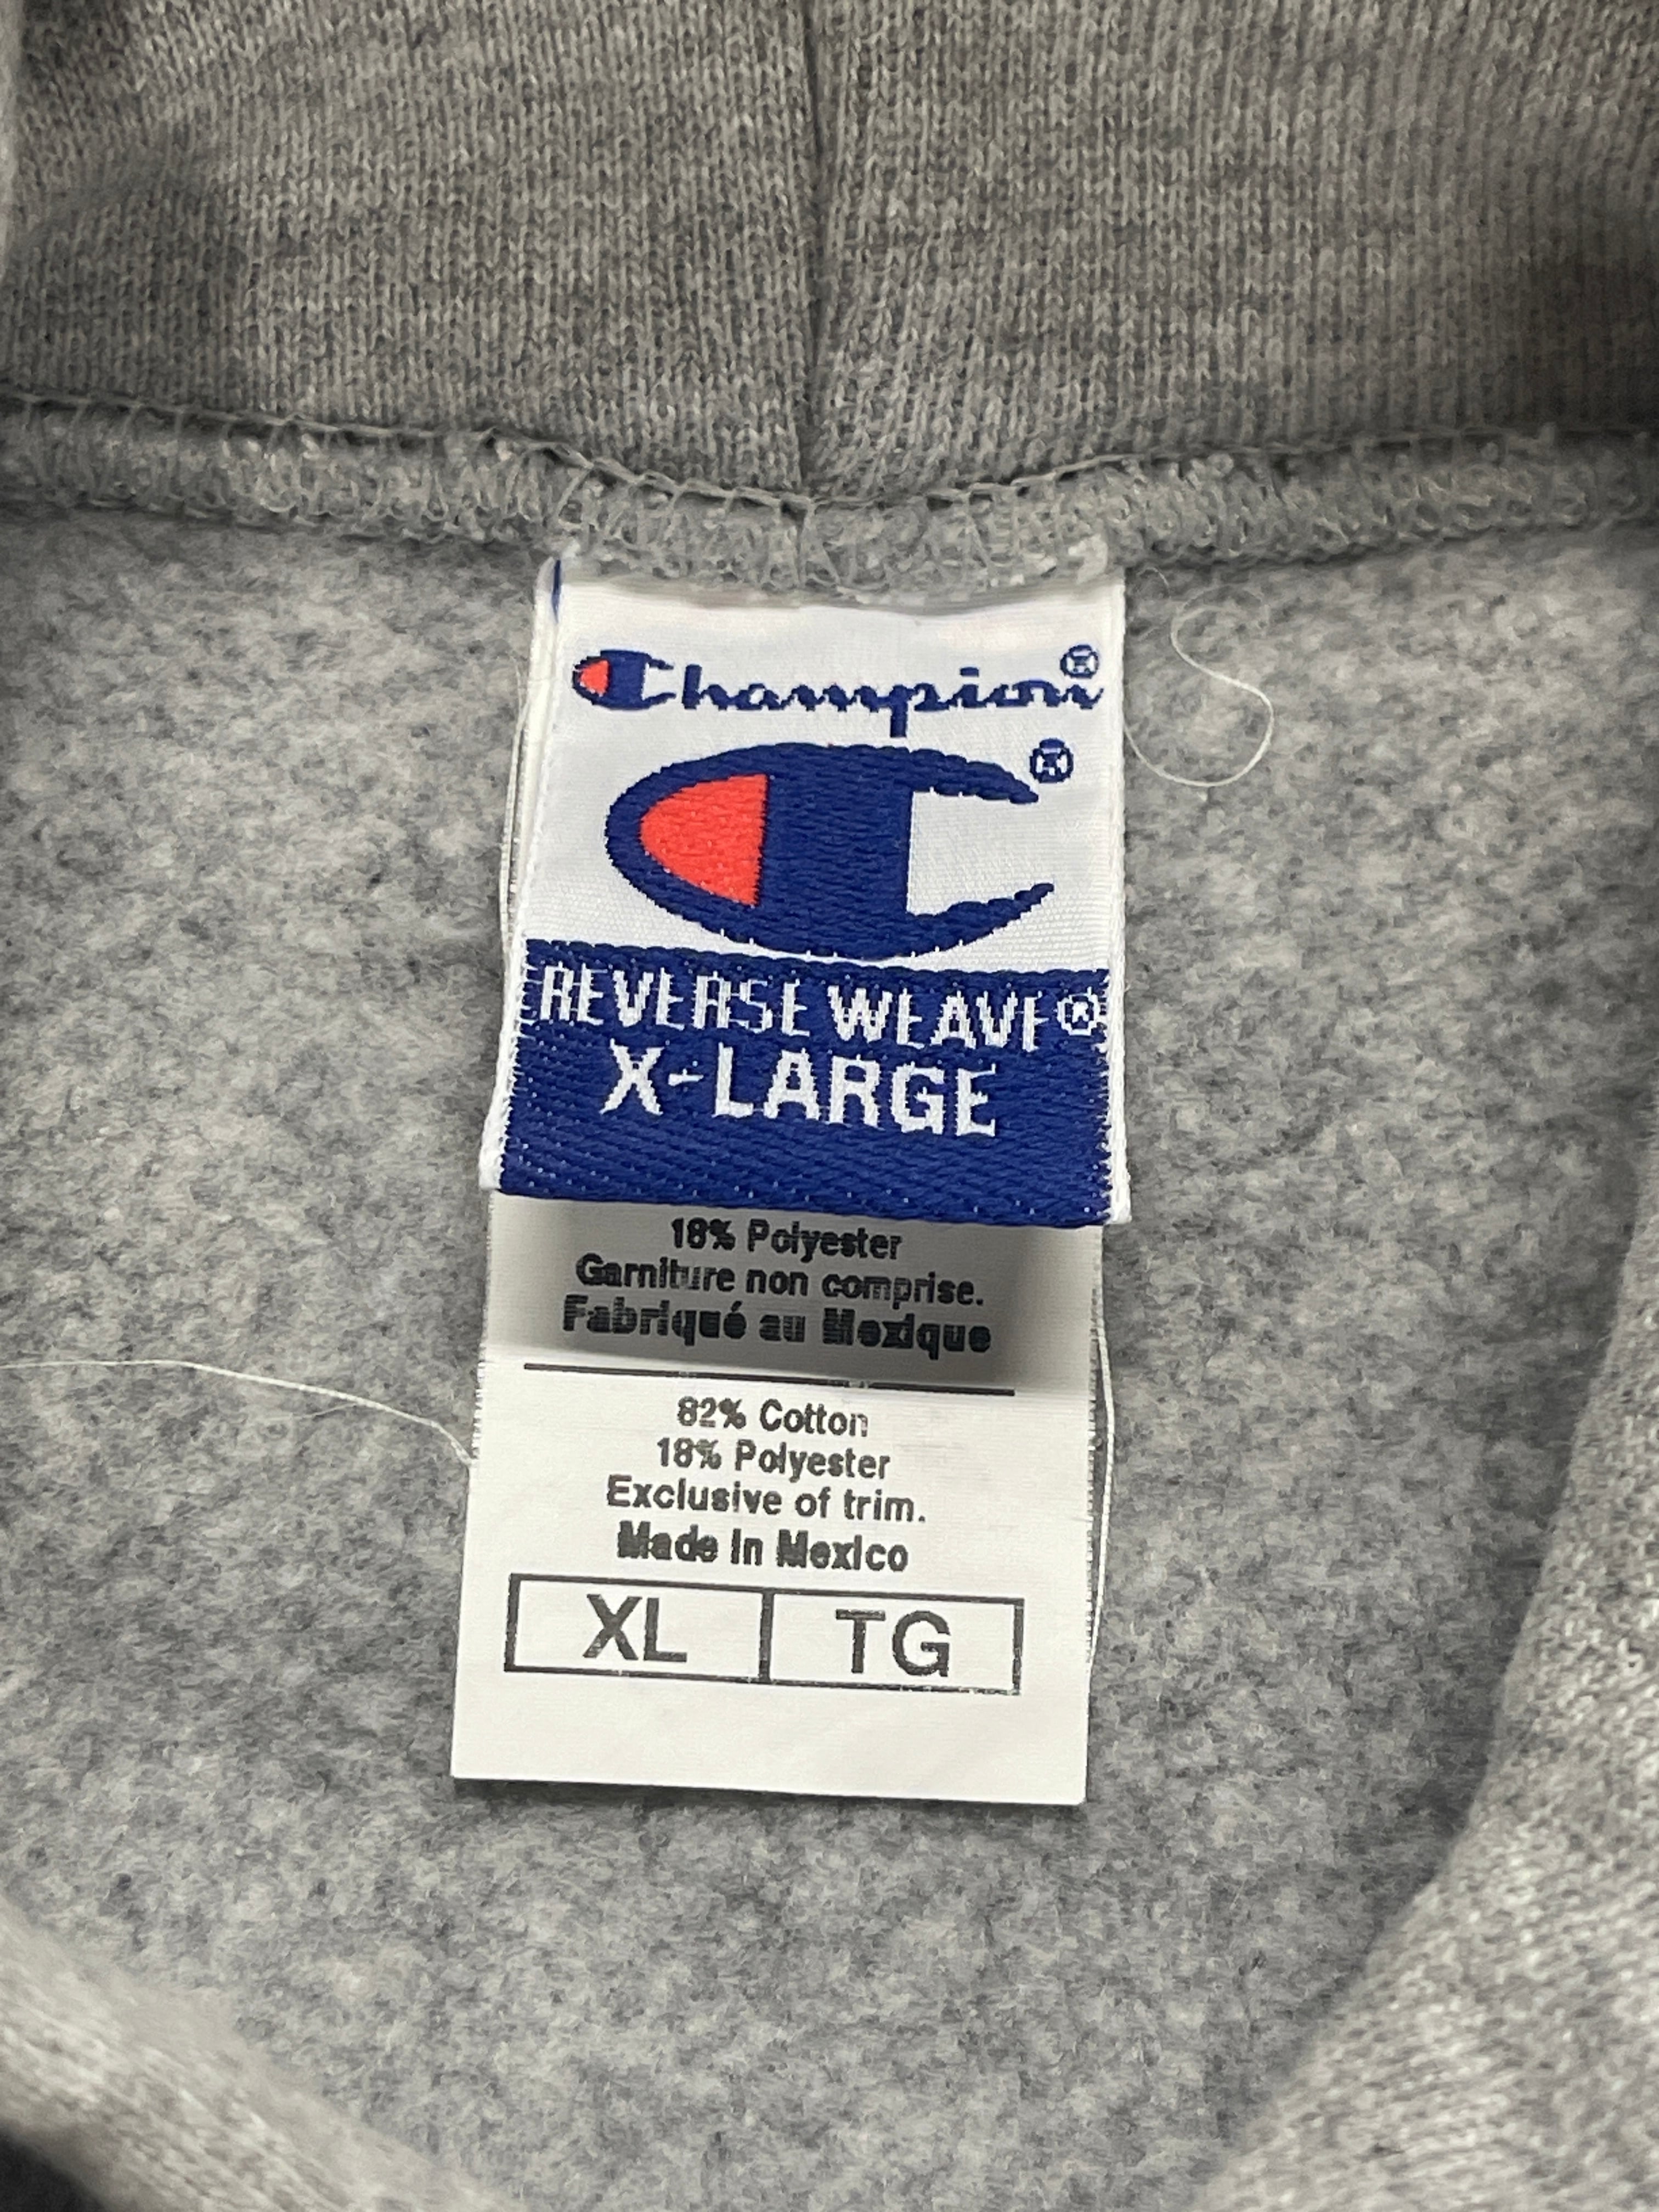 Champion®
®
REVERSE WEAVE®
X-LARGE
18% Polyester
Garniture non comprise.
Fabriqué au Mexique
82% Cotton
18% Polyester
Exclusive of trim.
Made in Mexico
XL TG